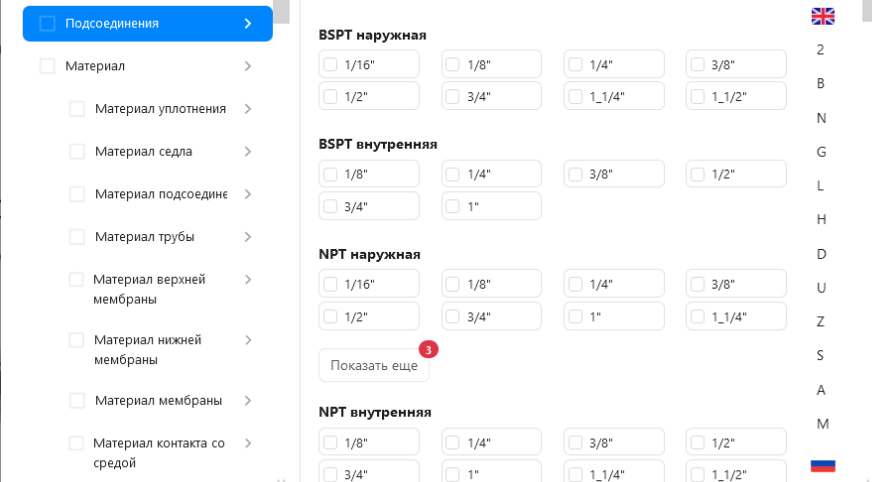 Подсоединения
Материал
Материал уплотнения
Материал седла
Материал подсоедине
Материал трубы
Материал верхней
мембраны
Материал нижней
мембраны
Материал мембраны
Материал контакта со
средой
BSPT наружная
1/16" 1/8" 1/4" 3/8"
1/2" 3/4" 1_1/4" 1_1/2"
BSPT внутренняя
1/8" 1/4" 3/8" 1/2"
3/4" 1"
NPT наружная
1/16" 1/8" 1/4" 3/8"
1/2" 3/4" 1" 1_1/4"
Показать еще 3
NPT внутренняя
1/8" 1/4" 3/8" 1/2"
3/4" 1" 1_1/4" 1_1/2"
2
B
N
G
L
H
D
U
Z
S
A
M